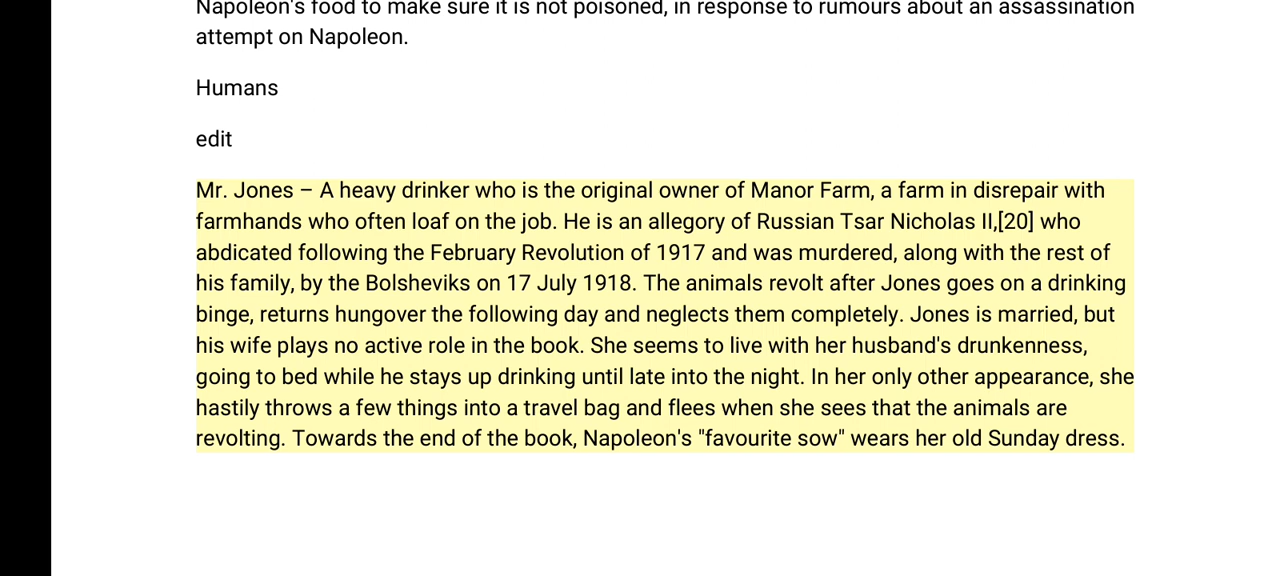 Napoleon's food to make sure it is not poisoned, in response to rumours about an assassination
attempt on Napoleon.
Humans
edit
Mr. Jones – A heavy drinker who is the original owner of Manor Farm, a farm in disrepair with
farmhands who often loaf on the job. He is an allegory of Russian Tsar Nicholas II,[20] who
abdicated following the February Revolution of 1917 and was murdered, along with the rest of
his family, by the Bolsheviks on 17 July 1918. The animals revolt after Jones goes on a drinking
binge, returns hungover the following day and neglects them completely. Jones is married, but
his wife plays no active role in the book. She seems to live with her husband's drunkenness,
going to bed while he stays up drinking until late into the night. In her only other appearance, she
hastily throws a few things into a travel bag and flees when she sees that the animals are
revolting. Towards the end of the book, Napoleon's "favourite sow" wears her old Sunday dress.